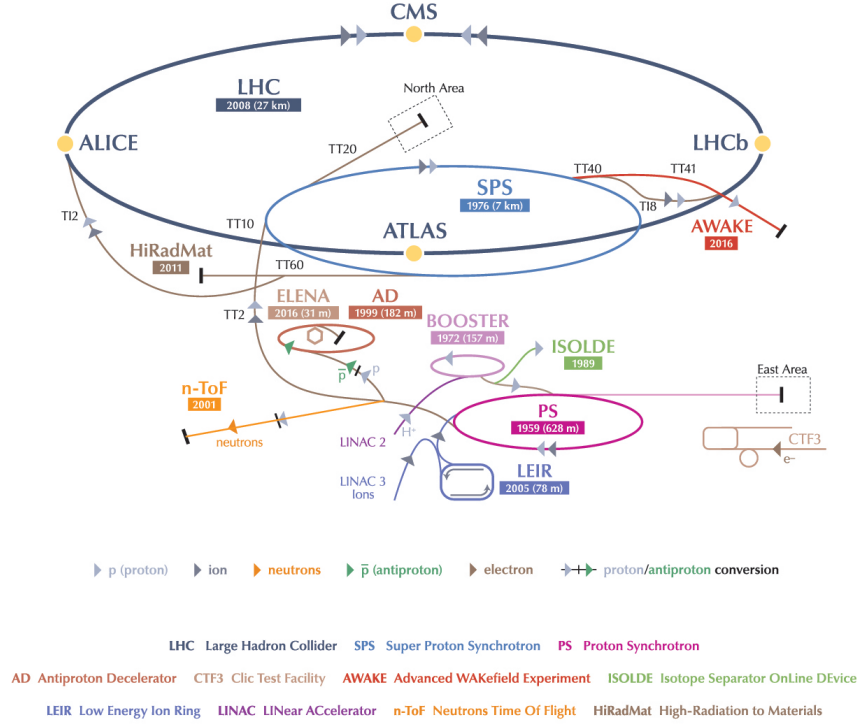 CMS
LHC
2008 (27 km)
North Area
ALICE
LHCb
TT20
TT40
TT41
SPS
1976 (7 km)
TI8
TI2
TT10
ATLAS
AWAKE
2016
HiRadMat
2011
TT60
ELENA
2016 (31 m)
AD
1999 (182 m)
TT2
BOOSTER
1972 (157 m)
ISOLDE
1989
p
p̅
East Area
n-ToF
2001
PS
1959 (628 m)
neutrons
H⁺
LINAC 2
CTF3
e–
LEIR
2005 (78 m)
LINAC 3
Ions
p (proton)
ion
neutrons
p̅ (antiproton)
electron
proton/antiproton conversion
LHC Large Hadron Collider SPS Super Proton Synchrotron PS Proton Synchrotron
AD Antiproton Decelerator CTF3 Clic Test Facility AWAKE Advanced WAKefield Experiment ISOLDE Isotope Separator OnLine DEvice
LEIR Low Energy Ion Ring LINAC LINear ACcelerator n-ToF Neutrons Time Of Flight HiRadMat High-Radiation to Materials